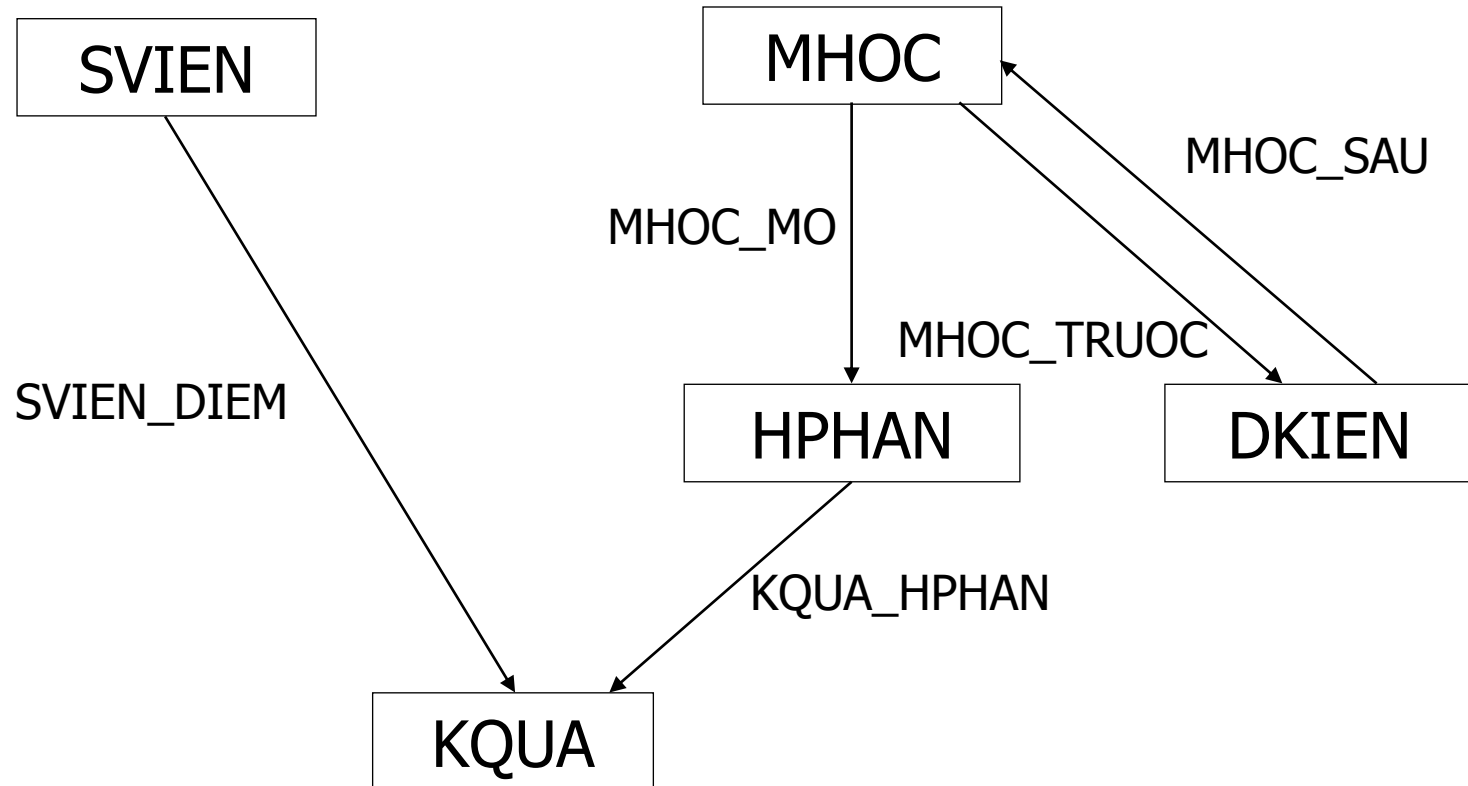 SVIEN
MHOC
MHOC_SAU
MHOC_MO
MHOC_TRUOC
SVIEN_DIEM
HPHAN
DKIEN
KQUA_HPHAN
KQUA